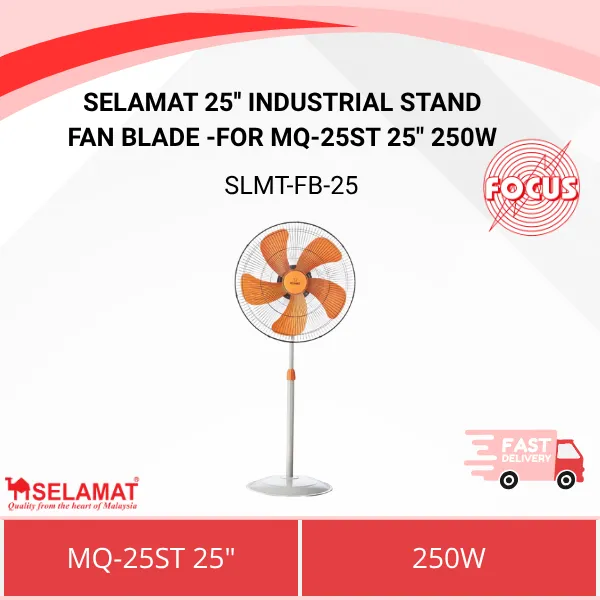 SELAMAT 25" INDUSTRIAL STAND
FAN BLADE -FOR MQ-25ST 25" 250W
SLMT-FB-25
FOCUS
FAST
DELIVERY
SELAMAT®
Quality from the heart of Malaysia
MQ-25ST 25"
250W